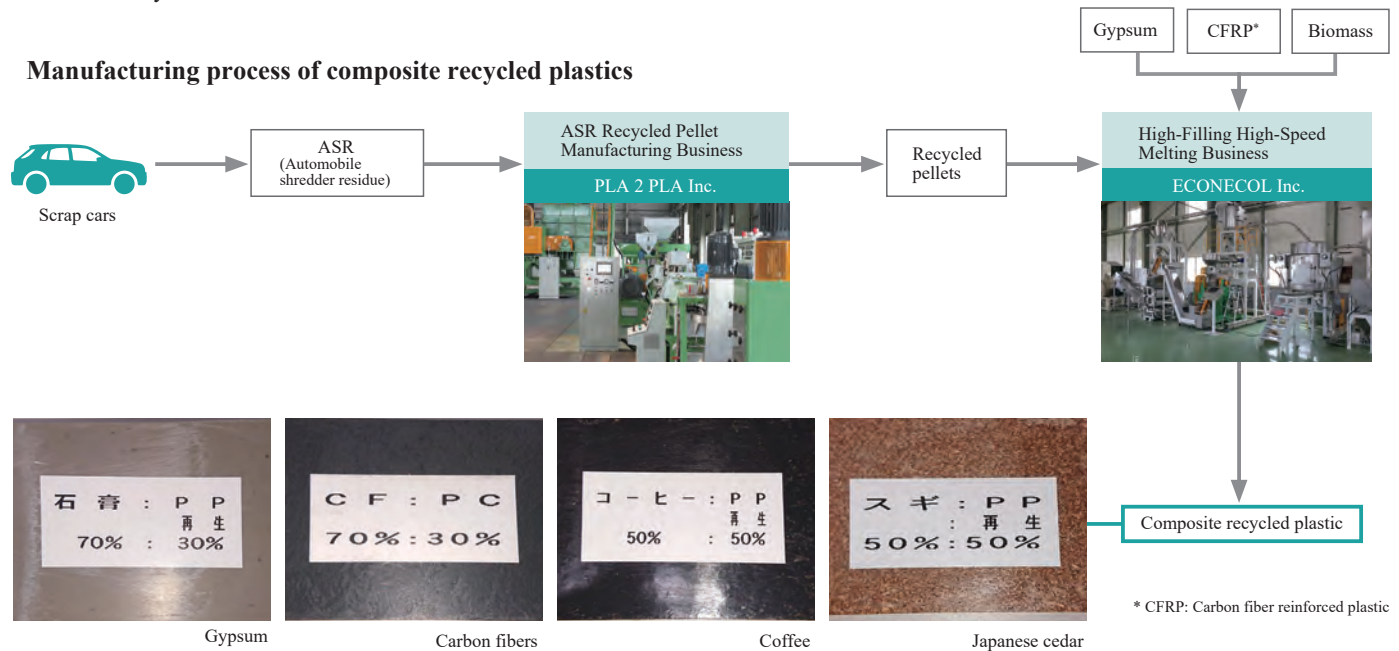 Gypsum
CFRP*
Biomass
Manufacturing process of composite recycled plastics
Scrap cars
ASR
(Automobile
shredder residue)
ASR Recycled Pellet
Manufacturing Business
PLA 2 PLA Inc.
Recycled
pellets
High-Filling High-Speed
Melting Business
ECONECOL Inc.
石膏:PP
再生
70% : 30%
Gypsum
CF:PC
70%:30%
Carbon fibers
コーヒー:PP
再生
50% : 50%
Coffee
スギ:PP
:再生
50%:50%
Japanese cedar
Composite recycled plastic
* CFRP: Carbon fiber reinforced plastic